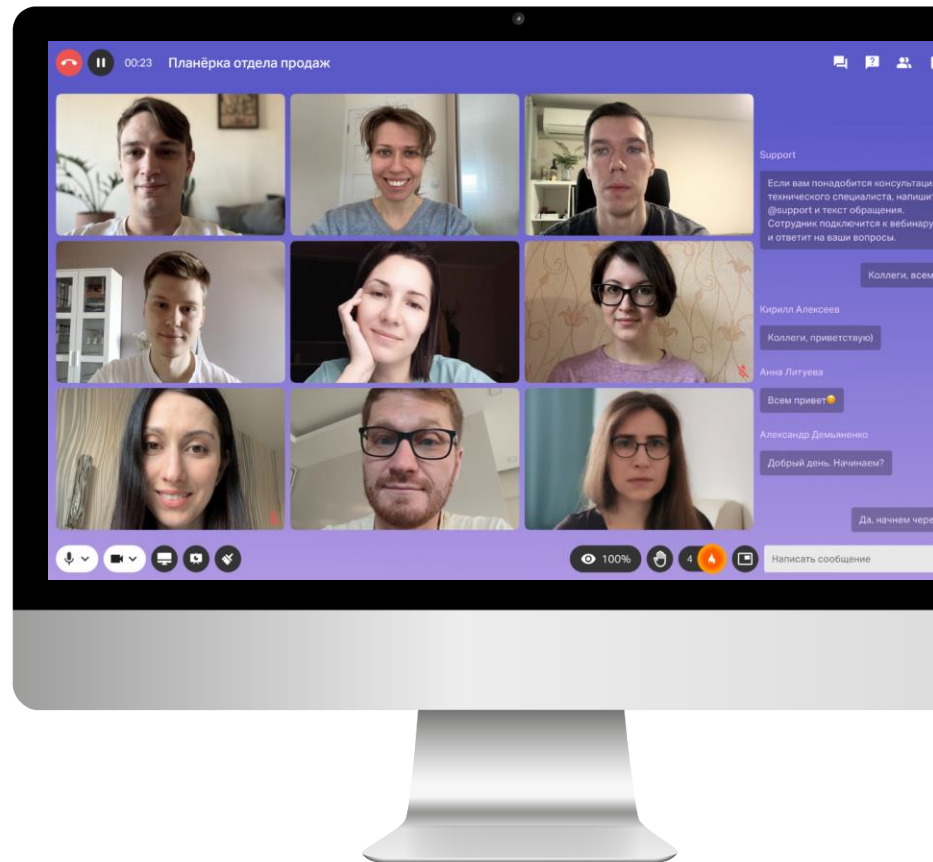 00:23 Планёрка отдела продаж
Support
Если вам понадобится консультация
технического специалиста, напишит
@support и текст обращения.
Сотрудник подключится к вебинару
и ответит на ваши вопросы.
Коллеги, всем
Кирилл Алексеев
Коллеги, приветствую)
Анна Литуева
Всем привет
Александр Демьяненко
Добрый день. Начинаем?
Да, начнем чере
100%
4
Написать сообщение